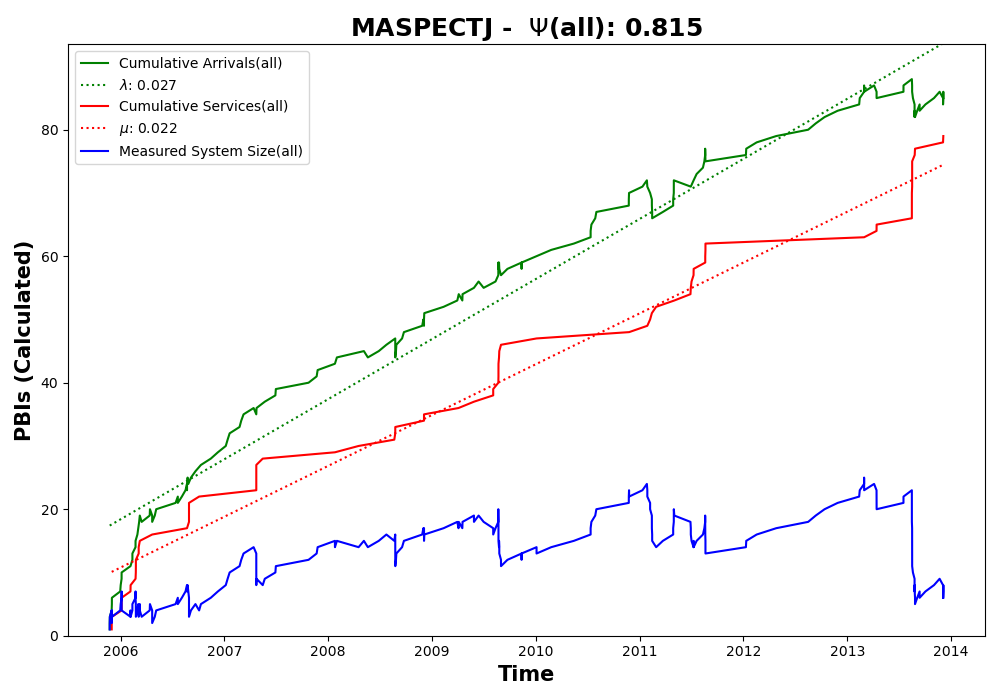 MASPECTJ -  Ψ(all): 0.815
Cumulative Arrivals(all)
λ: 0.027
Cumulative Services(all)
μ: 0.022
Measured System Size(all)
PBIs (Calculated)
80
60
40
20
0
2006 2007 2008 2009 2010 2011 2012 2013 2014
Time